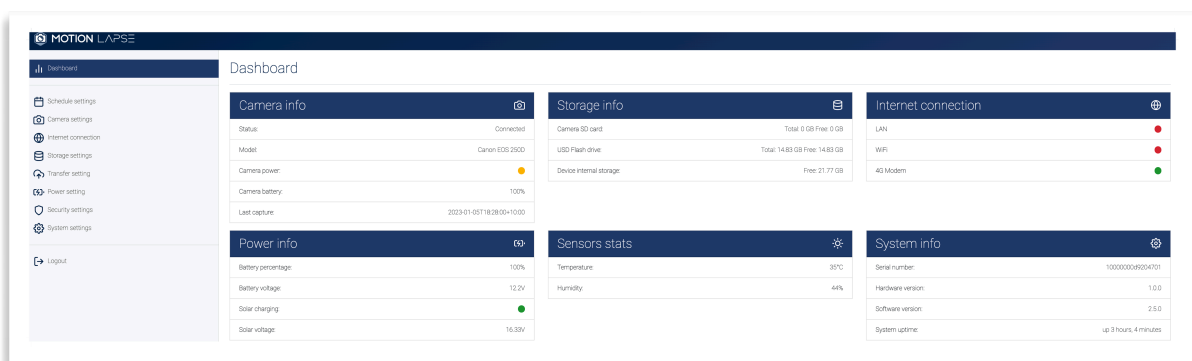 MOTION LAPSE
Dashboard
Schedule settings
Camera settings
Internet connection
Storage settings
Transfer setting
Power setting
Security settings
System settings
Logout
Dashboard
Camera info
Status: Connected
Model: Canon EOS 250D
Camera power:
Camera battery: 100%
Last capture: 2023-01-05T18:28:00+10:00
Storage info
Camera SD card: Total: 0 GB Free: 0 GB
USD Flash drive: Total: 14.83 GB Free: 14.83 GB
Device internal storage: Free: 21.77 GB
Internet connection
LAN
WiFi
4G Modem
Power info
Battery percentage: 100%
Battery voltage: 12.2V
Solar charging:
Solar voltage: 16.33V
Sensors stats
Temperature: 35°C
Humidity: 44%
System info
Serial number: 10000000d9204701
Hardware version: 1.0.0
Software version: 2.5.0
System uptime: up 3 hours, 4 minutes